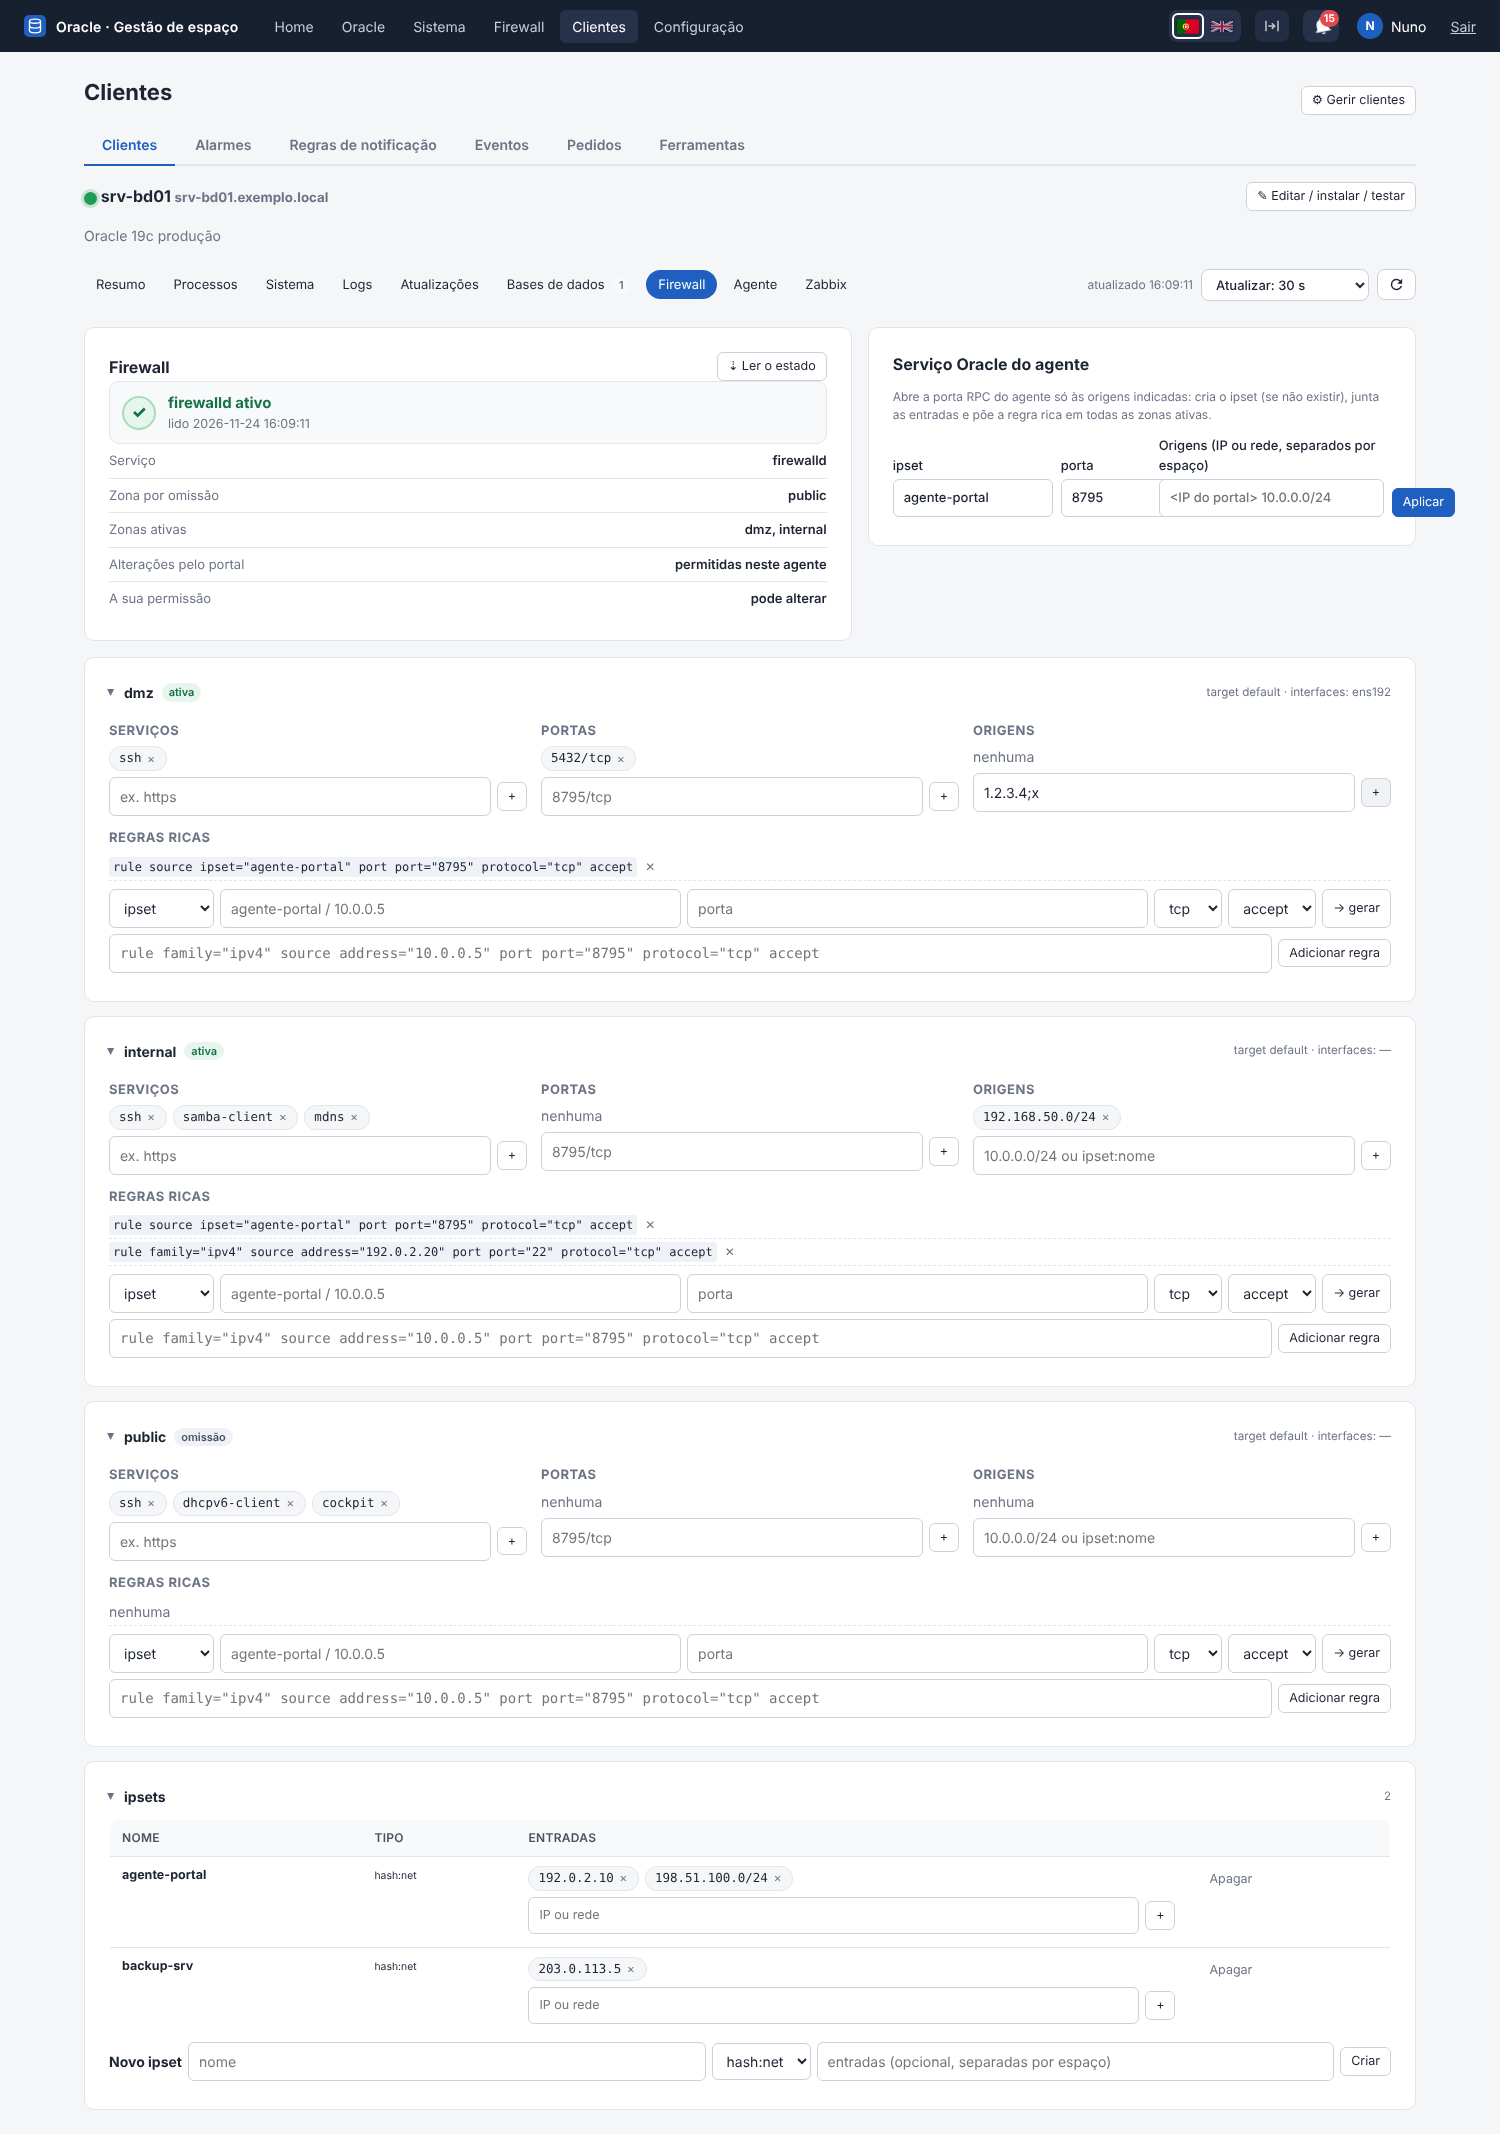 Oracle · Gestão de espaço Home Oracle Sistema Firewall Clientes Configuração 15 N Nuno Sair
Clientes
⚙ Gerir clientes
Clientes Alarmes Regras de notificação Eventos Pedidos Ferramentas
srv-bd01 srv-bd01.exemplo.local ✎ Editar / instalar / testar
Oracle 19c produção
Resumo Processos Sistema Logs Atualizações Bases de dados 1 Firewall Agente Zabbix atualizado 16:09:11 Atualizar: 30 s
Firewall ⇣ Ler o estado
firewalld ativo
lido 2026-11-24 16:09:11
Serviço firewalld
Zona por omissão public
Zonas ativas dmz, internal
Alterações pelo portal permitidas neste agente
A sua permissão pode alterar
Serviço Oracle do agente
Abre a porta RPC do agente só às origens indicadas: cria o ipset (se não existir), junta
as entradas e põe a regra rica em todas as zonas ativas.
ipset porta Origens (IP ou rede, separados por
espaço)
agente-portal 8795 <IP do portal> 10.0.0.0/24 Aplicar
▼ dmz ativa target default · interfaces: ens192
SERVIÇOS PORTAS ORIGENS
ssh × 5432/tcp × nenhuma
ex. https + 8795/tcp + 1.2.3.4;x +
REGRAS RICAS
rule source ipset="agente-portal" port port="8795" protocol="tcp" accept ×
ipset agente-portal / 10.0.0.5 porta tcp accept → gerar
rule family="ipv4" source address="10.0.0.5" port port="8795" protocol="tcp" accept Adicionar regra
▼ internal ativa target default · interfaces: —
SERVIÇOS PORTAS ORIGENS
ssh × samba-client × mdns × nenhuma 192.168.50.0/24 ×
ex. https + 8795/tcp + 10.0.0.0/24 ou ipset:nome +
REGRAS RICAS
rule source ipset="agente-portal" port port="8795" protocol="tcp" accept ×
rule family="ipv4" source address="192.0.2.20" port port="22" protocol="tcp" accept ×
ipset agente-portal / 10.0.0.5 porta tcp accept → gerar
rule family="ipv4" source address="10.0.0.5" port port="8795" protocol="tcp" accept Adicionar regra
▼ public omissão target default · interfaces: —
SERVIÇOS PORTAS ORIGENS
ssh × dhcpv6-client × cockpit × nenhuma nenhuma
ex. https + 8795/tcp + 10.0.0.0/24 ou ipset:nome +
REGRAS RICAS
nenhuma
ipset agente-portal / 10.0.0.5 porta tcp accept → gerar
rule family="ipv4" source address="10.0.0.5" port port="8795" protocol="tcp" accept Adicionar regra
▼ ipsets 2
NOME TIPO ENTRADAS
agente-portal hash:net 192.0.2.10 × 198.51.100.0/24 × Apagar
IP ou rede +
backup-srv hash:net 203.0.113.5 × Apagar
IP ou rede +
Novo ipset nome hash:net entradas (opcional, separadas por espaço) Criar